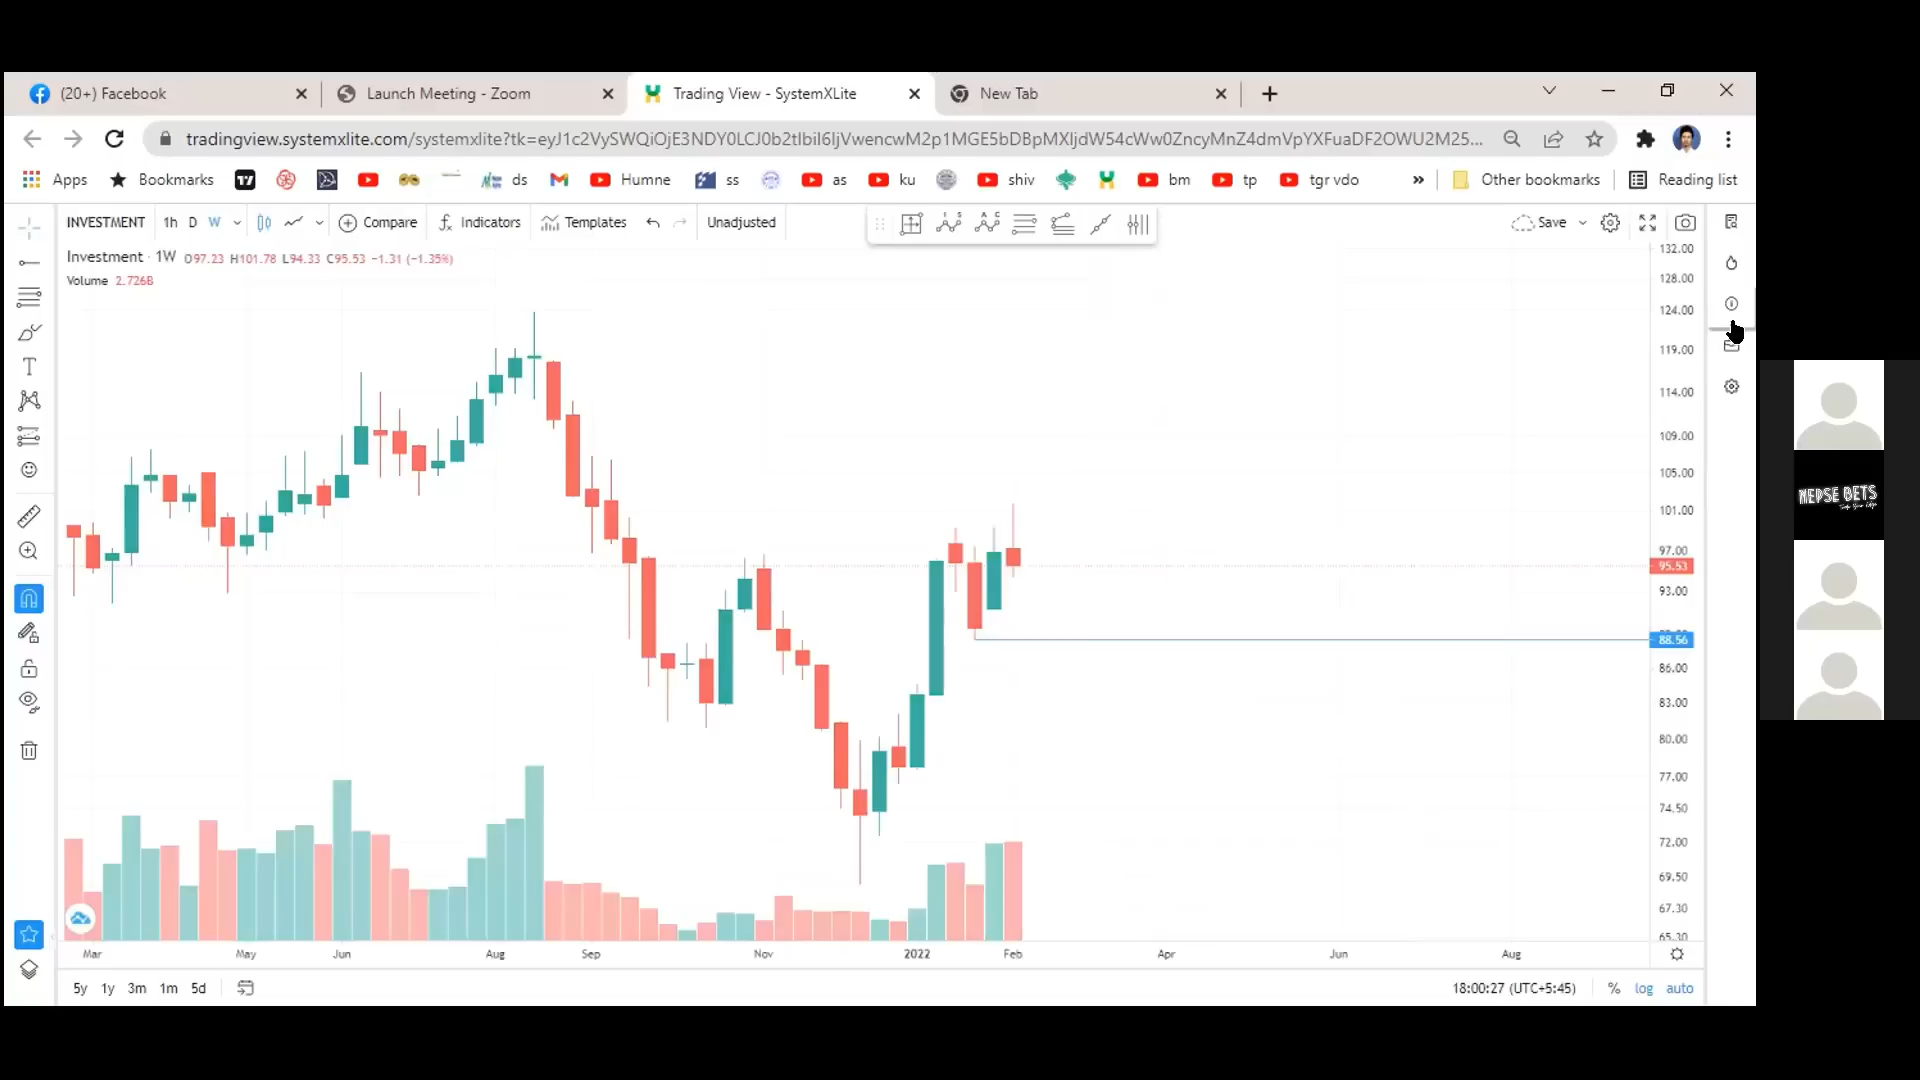 (20+) Facebook
Launch Meeting - Zoom
Trading View - SystemXLite
New Tab
tradingview.systemxlite.com/systemxlite?tk=
Apps
Bookmarks
ds
Humne
ss
as
ku
shiv
bm
tp
tgr vdo
»
Other bookmarks
Reading list
INVESTMENT
1h
D
W
Compare
Indicators
Templates
Unadjusted
Save
Investment · 1W O97.23 H101.78 L94.33 C95.53 −1.31 (−1.35%)
Volume 2.726B
132.00
128.00
124.00
119.00
114.00
109.00
105.00
101.00
97.00
95.53
93.00
88.56
86.00
83.00
80.00
77.00
74.50
72.00
69.50
67.30
65.30
NEPSE BETS
Mar
May
Jun
Aug
Sep
Nov
2022
Feb
Apr
Jun
Aug
5y 1y 3m 1m 5d
18:00:27 (UTC+5:45)
%
log
auto